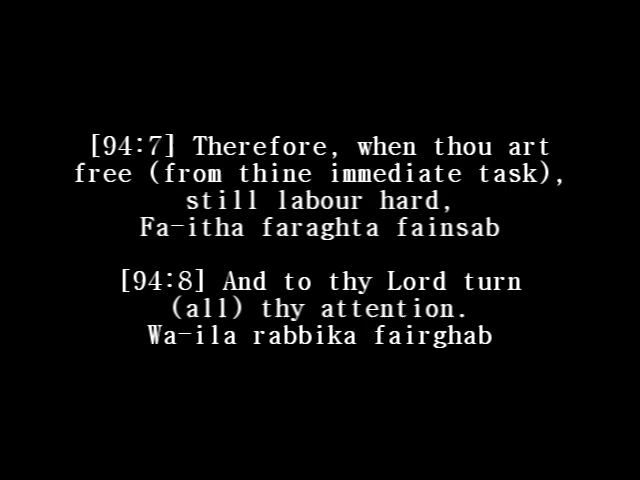 [94:7] Therefore, when thou art
free (from thine immediate task),
still labour hard,
Fa-itha faraghta fainsab
[94:8] And to thy Lord turn
(all) thy attention.
Wa-ila rabbika fairghab